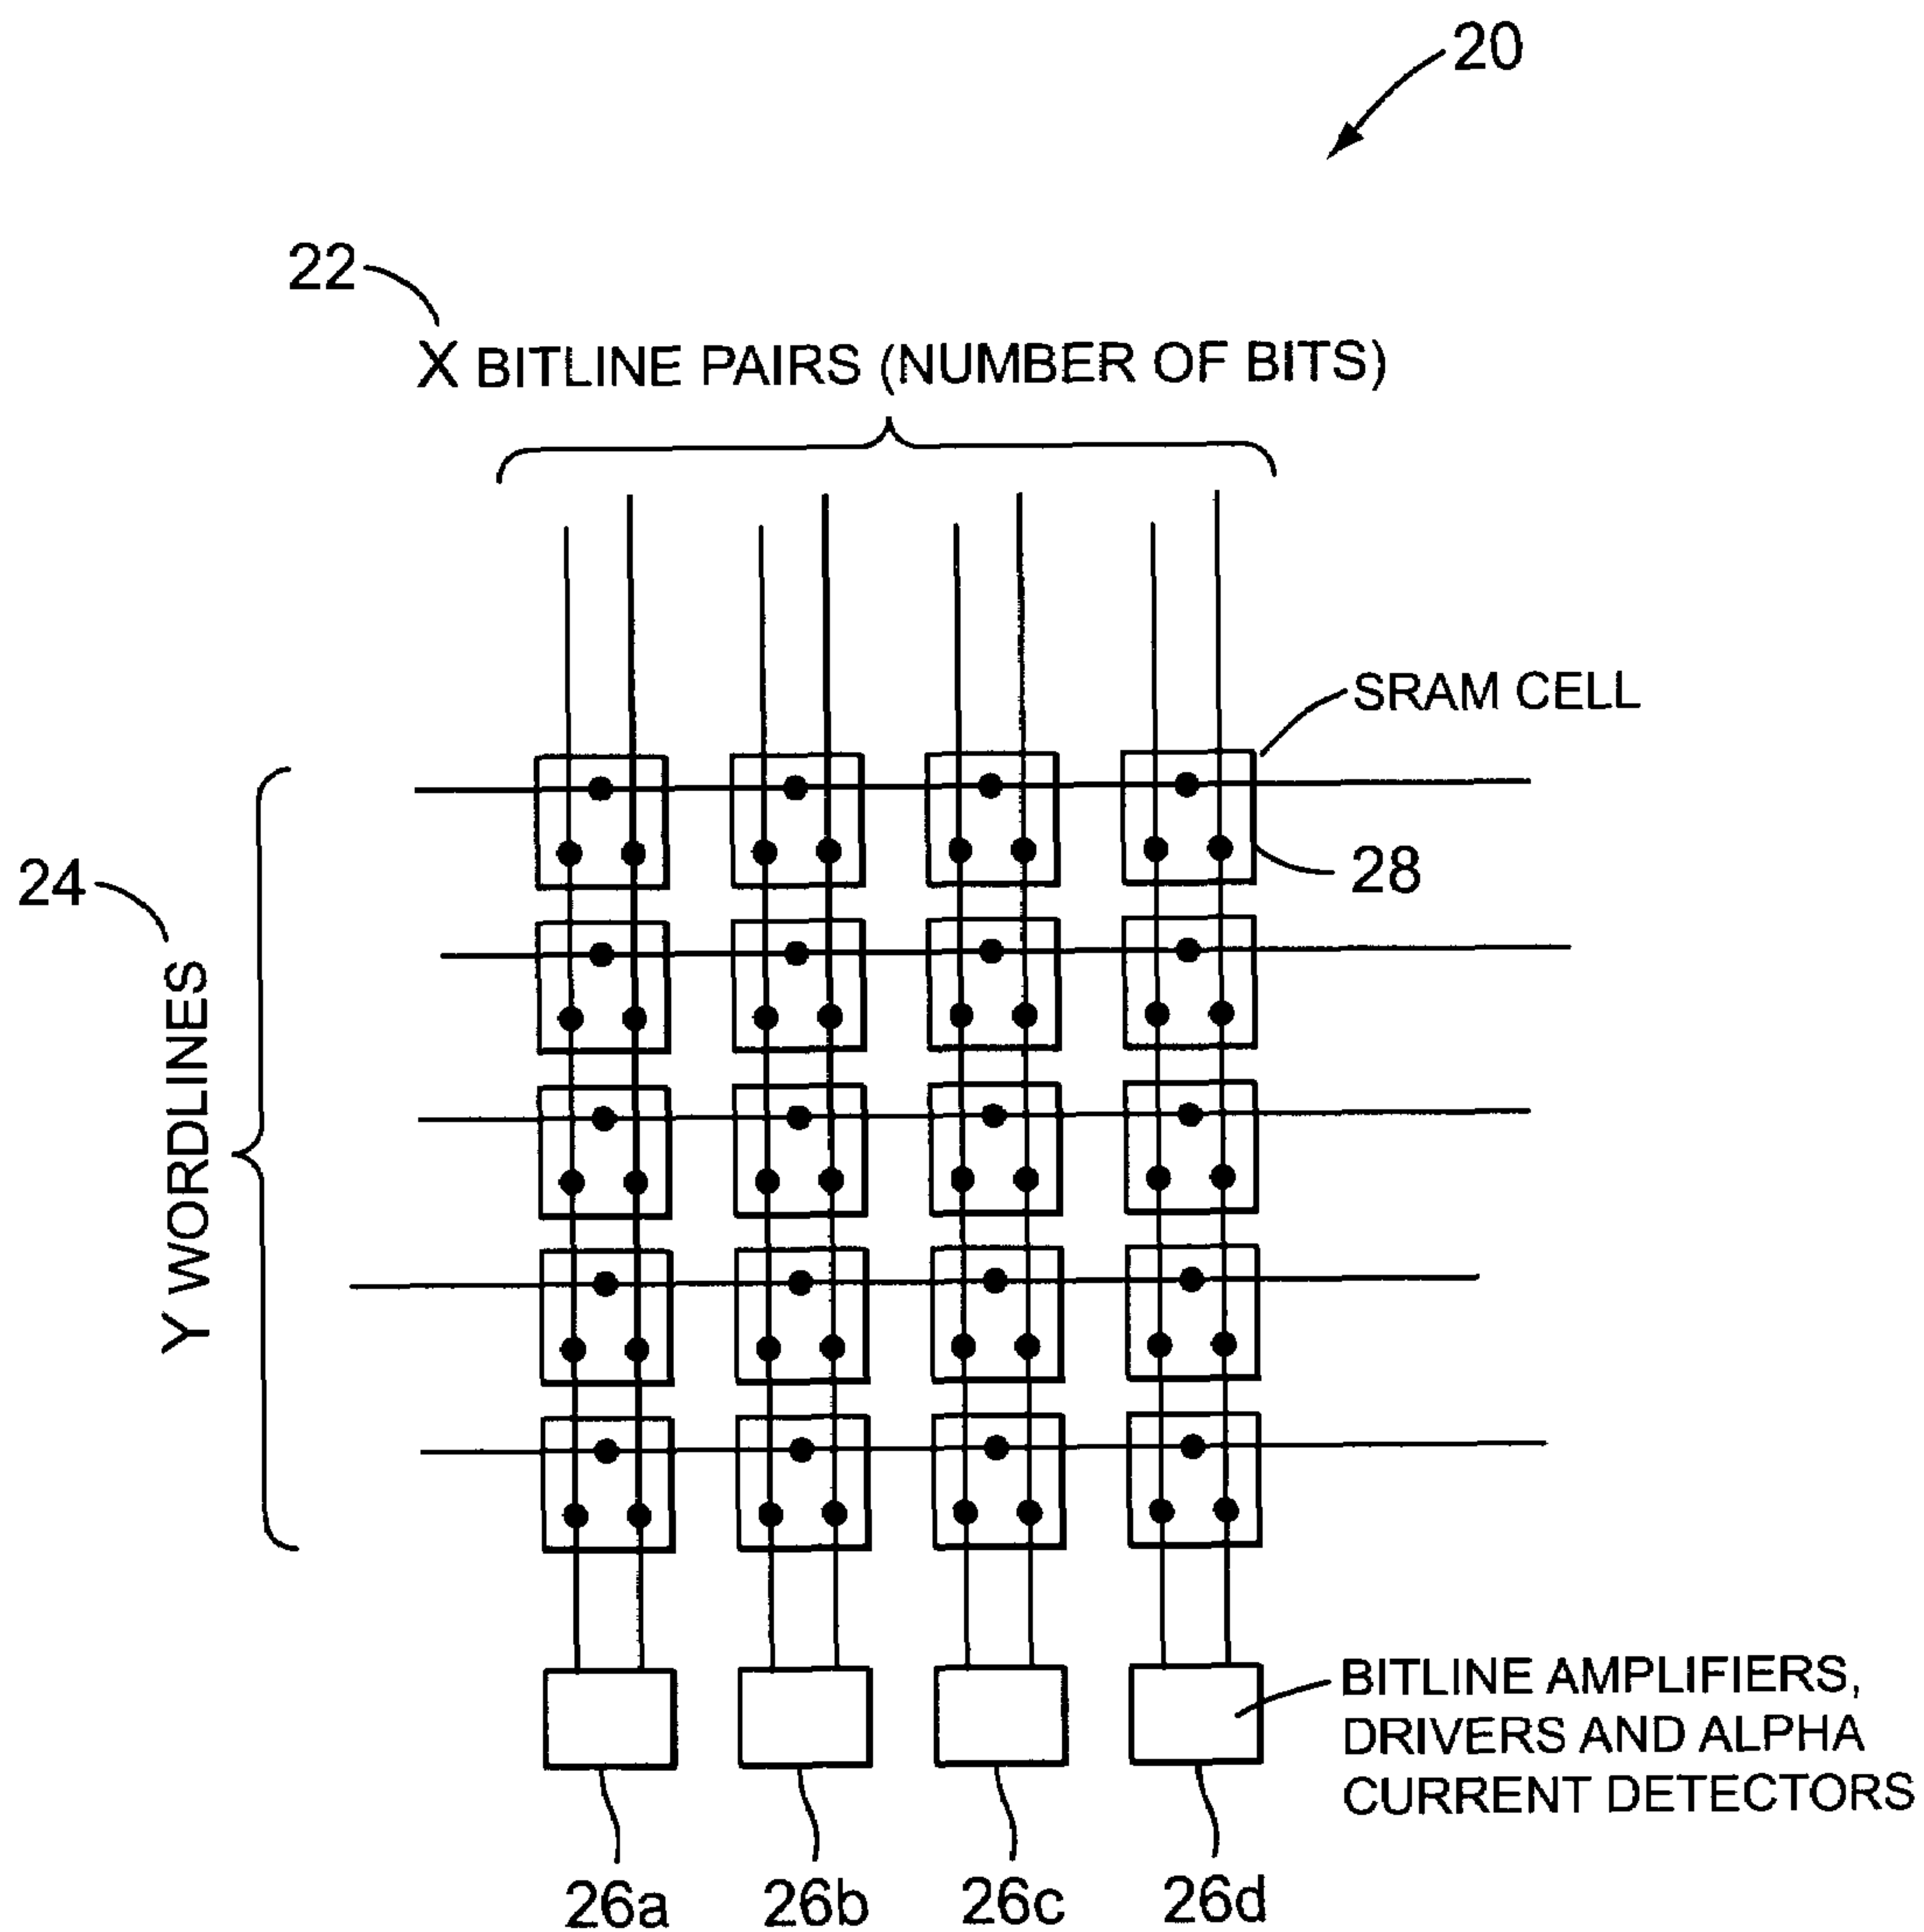 20
22
X BITLINE PAIRS (NUMBER OF BITS)
SRAM CELL
28
24
Y WORDLINES
BITLINE AMPLIFIERS,
DRIVERS AND ALPHA
CURRENT DETECTORS
26a
26b
26c
26d